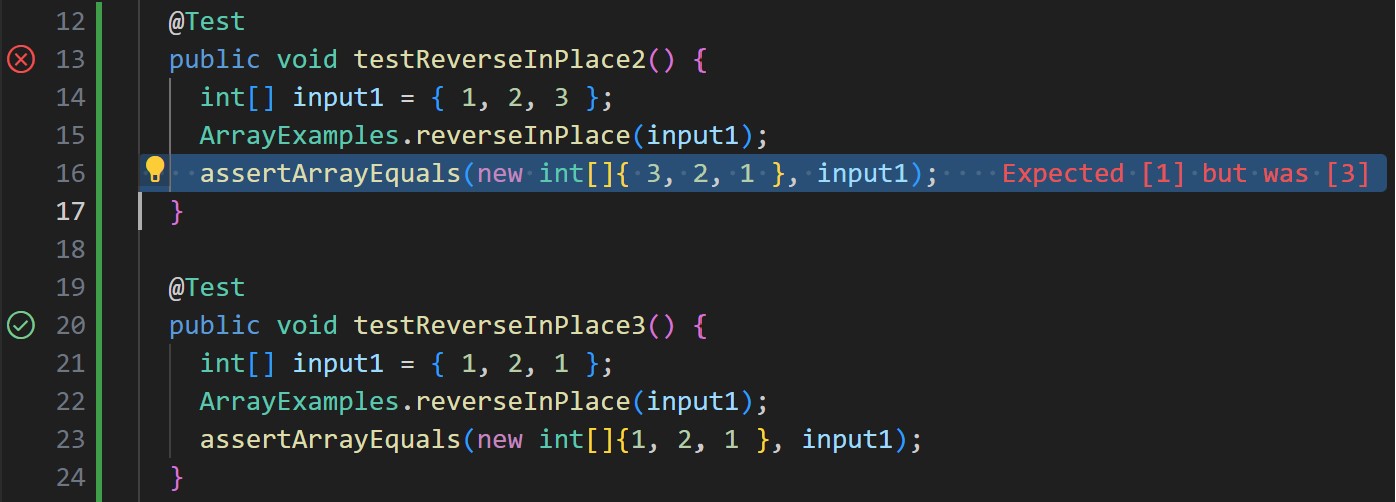 12 @Test
13 public void testReverseInPlace2() {
14 int[] input1 = { 1, 2, 3 };
15 ArrayExamples.reverseInPlace(input1);
16 assertArrayEquals(new int[]{ 3, 2, 1 }, input1); Expected [1] but was [3]
17 }
18
19 @Test
20 public void testReverseInPlace3() {
21 int[] input1 = { 1, 2, 1 };
22 ArrayExamples.reverseInPlace(input1);
23 assertArrayEquals(new int[]{1, 2, 1 }, input1);
24 }